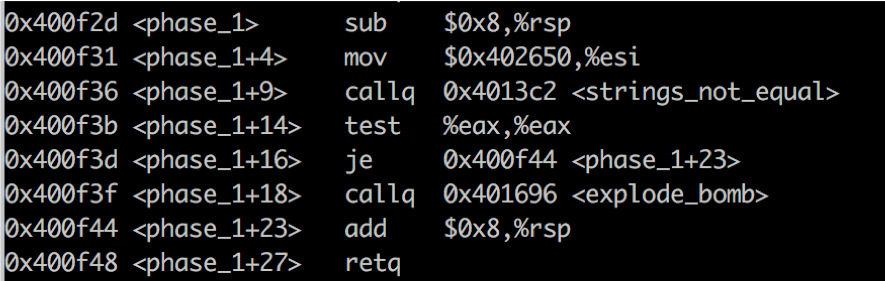 0x400f2d <phase_1> sub $0x8,%rsp
0x400f31 <phase_1+4> mov $0x402650,%esi
0x400f36 <phase_1+9> callq 0x4013c2 <strings_not_equal>
0x400f3b <phase_1+14> test %eax,%eax
0x400f3d <phase_1+16> je 0x400f44 <phase_1+23>
0x400f3f <phase_1+18> callq 0x401696 <explode_bomb>
0x400f44 <phase_1+23> add $0x8,%rsp
0x400f48 <phase_1+27> retq